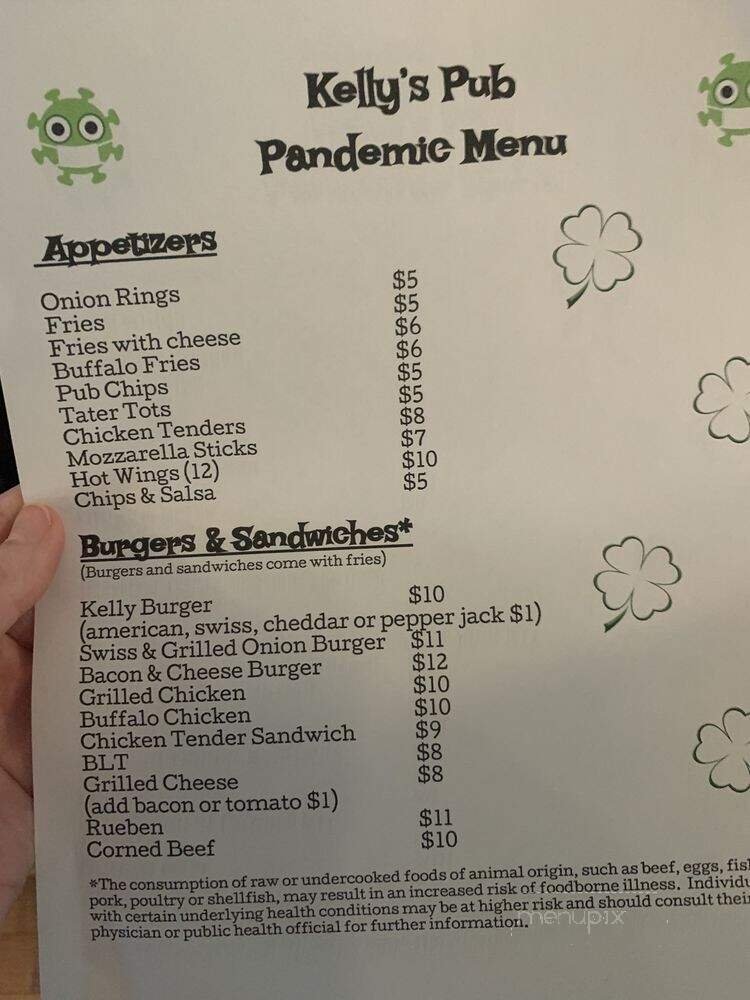 Kelly's Pub
Pandemic Menu
Appetizers
Onion Rings $5
Fries $5
Fries with cheese $6
Buffalo Fries $6
Pub Chips $5
Tater Tots $5
Chicken Tenders $8
Mozzarella Sticks $7
Hot Wings (12) $10
Chips & Salsa $5
Burgers & Sandwiches*
(Burgers and sandwiches come with fries)
Kelly Burger $10
(american, swiss, cheddar or pepper jack $1)
Swiss & Grilled Onion Burger $11
Bacon & Cheese Burger $12
Grilled Chicken $10
Buffalo Chicken $10
Chicken Tender Sandwich $9
BLT $8
Grilled Cheese $8
(add bacon or tomato $1)
Rueben $11
Corned Beef $10
*The consumption of raw or undercooked foods of animal origin, such as beef, eggs,
pork, poultry or shellfish, may result in an increased risk of foodborne illness.
with certain underlying health conditions may be at higher risk and should consult
physician or public health official for further information.
menupix